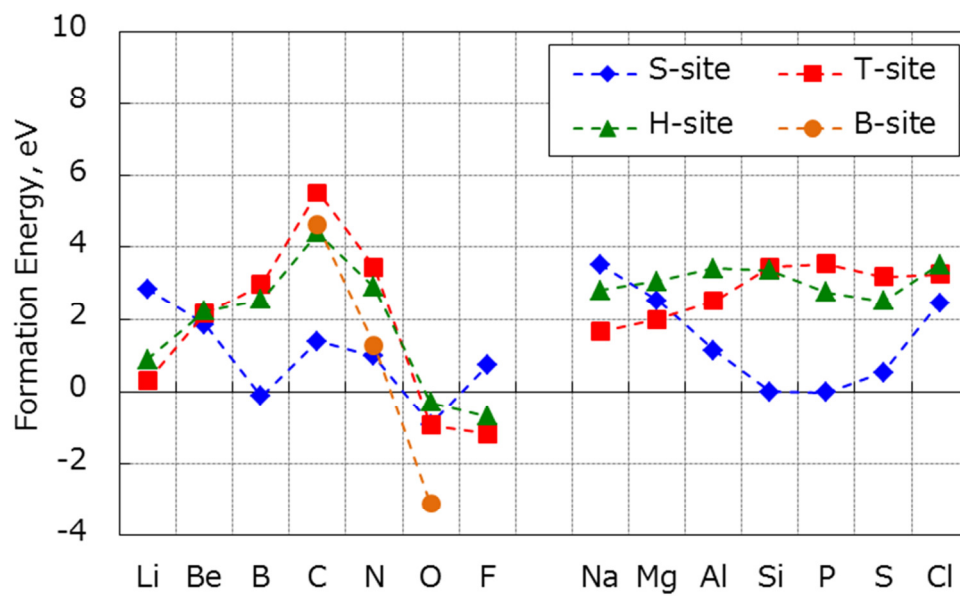 10
8
6
4
2
0
-2
-4
Formation Energy, eV
S-site T-site
H-site B-site
Li Be B C N O F Na Mg Al Si P S Cl